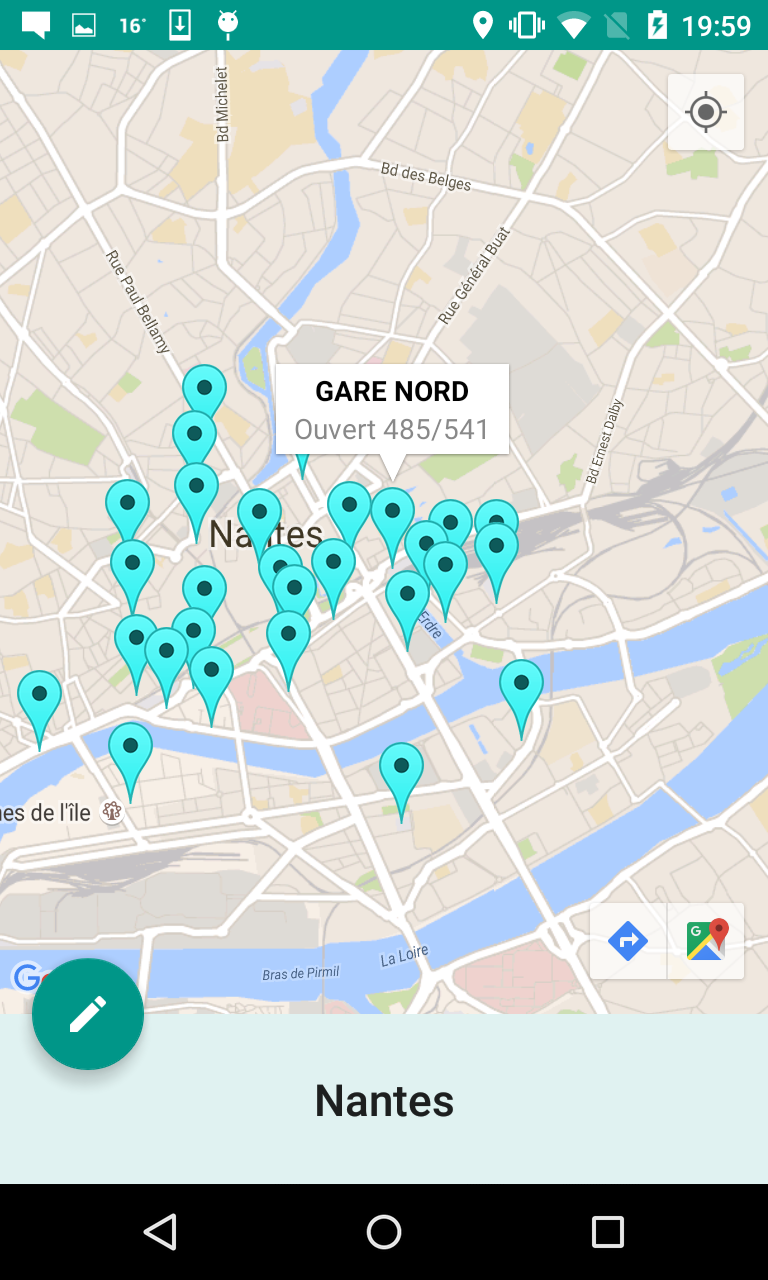 16°
19:59
Bd Michelet
Bd des Belges
Rue Général Buat
Rue Paul Bellamy
GARE NORD
Ouvert 485/541
Bd Ernest Dalby
Nantes
Erdre
nes de l'île
La Loire
Bras de Pirmil
G
Nantes